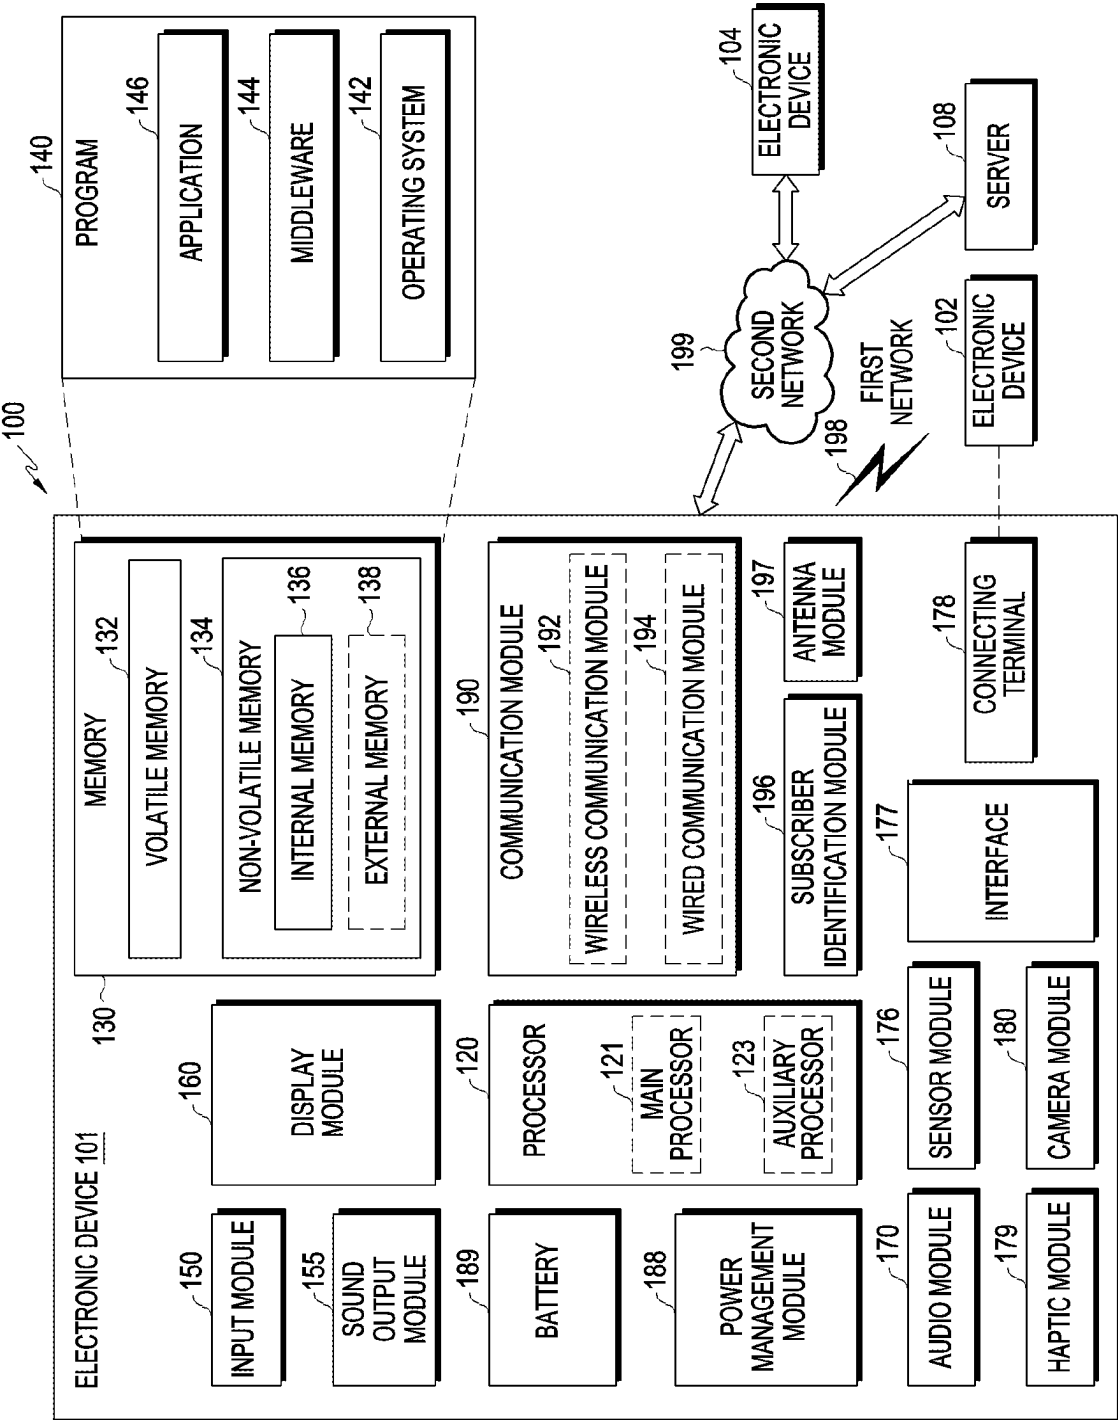 100
ELECTRONIC DEVICE 101
150
INPUT MODULE
155
SOUND
OUTPUT
MODULE
189
BATTERY
188
POWER
MANAGEMENT
MODULE
170
AUDIO MODULE
179
HAPTIC MODULE
160
DISPLAY
MODULE
120
PROCESSOR
121
MAIN
PROCESSOR
123
AUXILIARY
PROCESSOR
176
SENSOR MODULE
180
CAMERA MODULE
130
MEMORY
132
VOLATILE MEMORY
134
NON-VOLATILE MEMORY
136
INTERNAL MEMORY
138
EXTERNAL MEMORY
190
COMMUNICATION MODULE
192
WIRELESS COMMUNICATION MODULE
194
WIRED COMMUNICATION MODULE
196
SUBSCRIBER
IDENTIFICATION MODULE
197
ANTENNA
MODULE
177
INTERFACE
178
CONNECTING
TERMINAL
140
PROGRAM
146
APPLICATION
144
MIDDLEWARE
142
OPERATING SYSTEM
199
SECOND
NETWORK
198
FIRST
NETWORK
104
ELECTRONIC
DEVICE
108
SERVER
102
ELECTRONIC
DEVICE